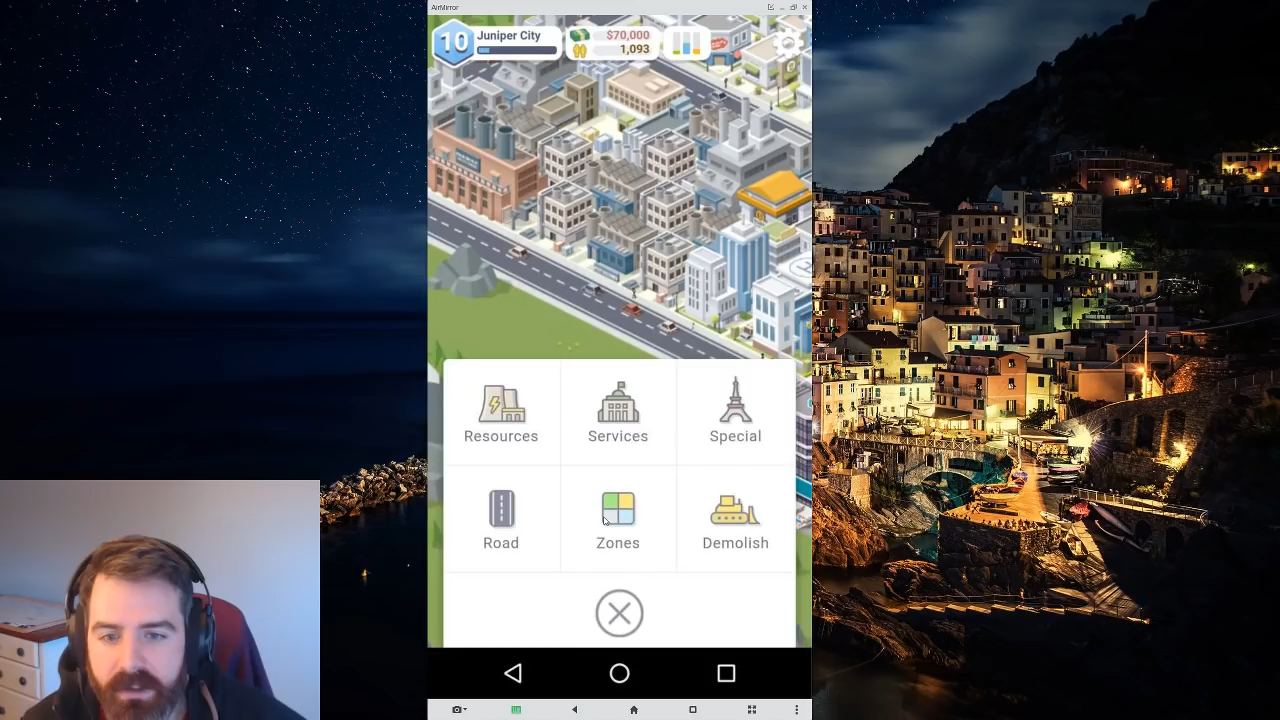 AirMirror
10
Juniper City
$70,000
1,093
Resources
Services
Special
Road
Zones
Demolish